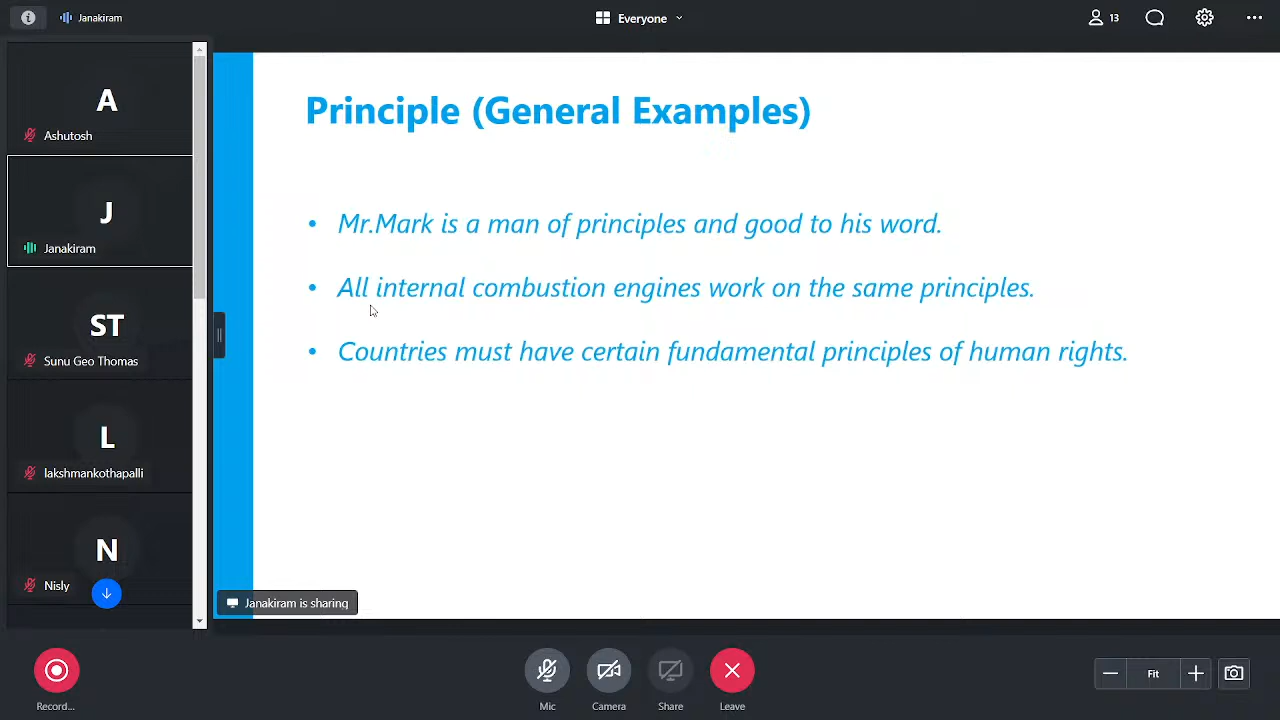 Janakiram
Everyone
13
A
Ashutosh
J
Janakiram
ST
Sunu Geo Thomas
L
lakshmankothapalli
N
Nisly
Principle (General Examples)
• Mr.Mark is a man of principles and good to his word.
• All internal combustion engines work on the same principles.
• Countries must have certain fundamental principles of human rights.
Janakiram is sharing
Record...
Mic
Camera
Share
Leave
Fit